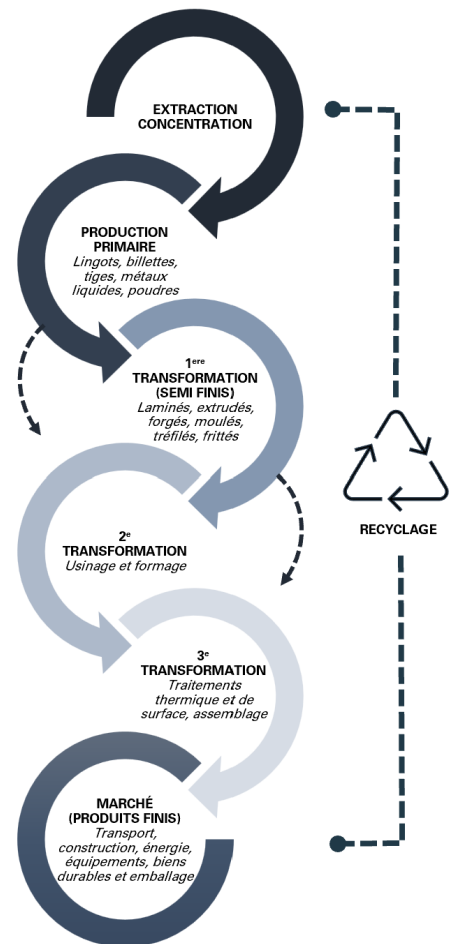 EXTRACTION
CONCENTRATION
PRODUCTION
PRIMAIRE
Lingots, billettes,
tiges, métaux
liquides, poudres
1ere
TRANSFORMATION
(SEMI FINIS)
Laminés, extrudés,
forgés, moulés,
tréfilés, frittés
RECYCLAGE
2e
TRANSFORMATION
Usinage et formage
3e
TRANSFORMATION
Traitements
thermique et de
surface, assemblage
MARCHÉ
(PRODUITS FINIS)
Transport,
construction, énergie,
équipements, biens
durables et emballage